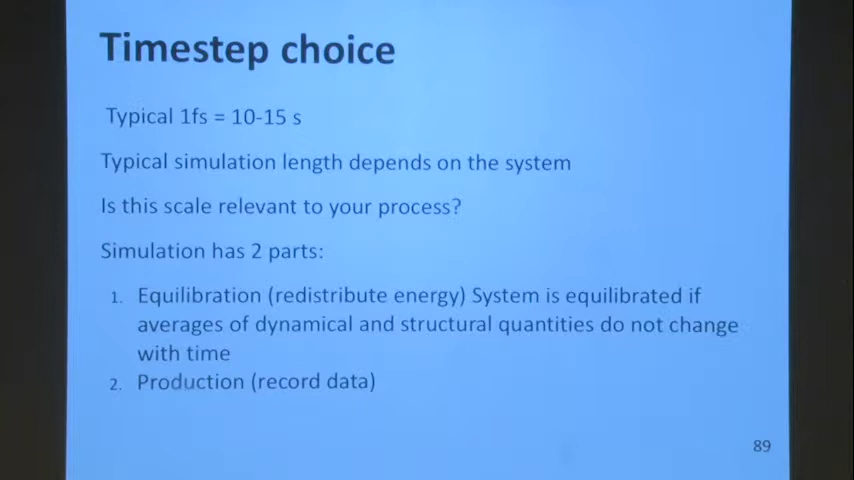 Timestep choice
Typical 1fs = 10-15 s
Typical simulation length depends on the system
Is this scale relevant to your process?
Simulation has 2 parts:
1. Equilibration (redistribute energy) System is equilibrated if
averages of dynamical and structural quantities do not change
with time
2. Production (record data)
89